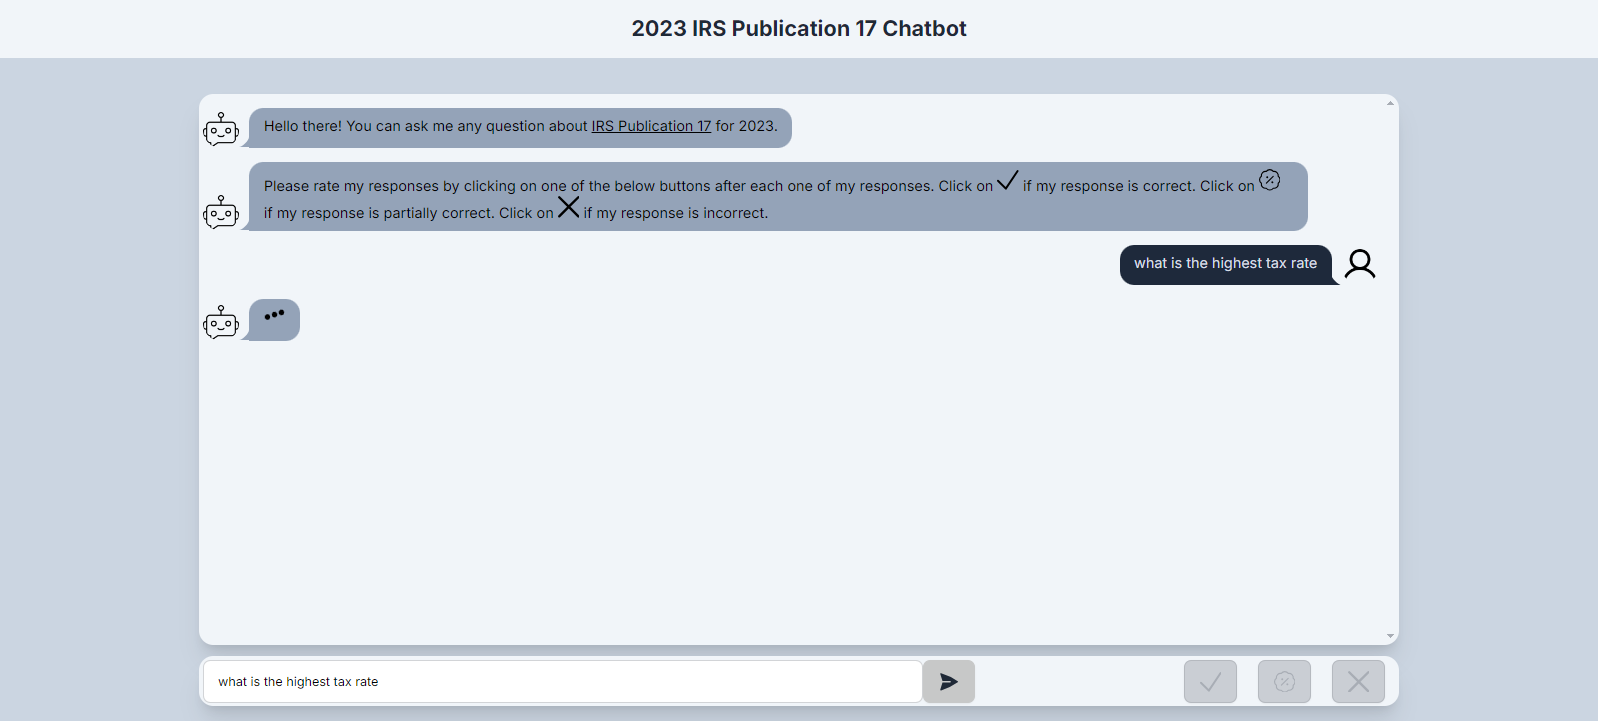 2023 IRS Publication 17 Chatbot
Hello there! You can ask me any question about IRS Publication 17 for 2023.
Please rate my responses by clicking on one of the below buttons after each one of my responses. Click on if my response is correct. Click on
if my response is partially correct. Click on if my response is incorrect.
what is the highest tax rate
what is the highest tax rate